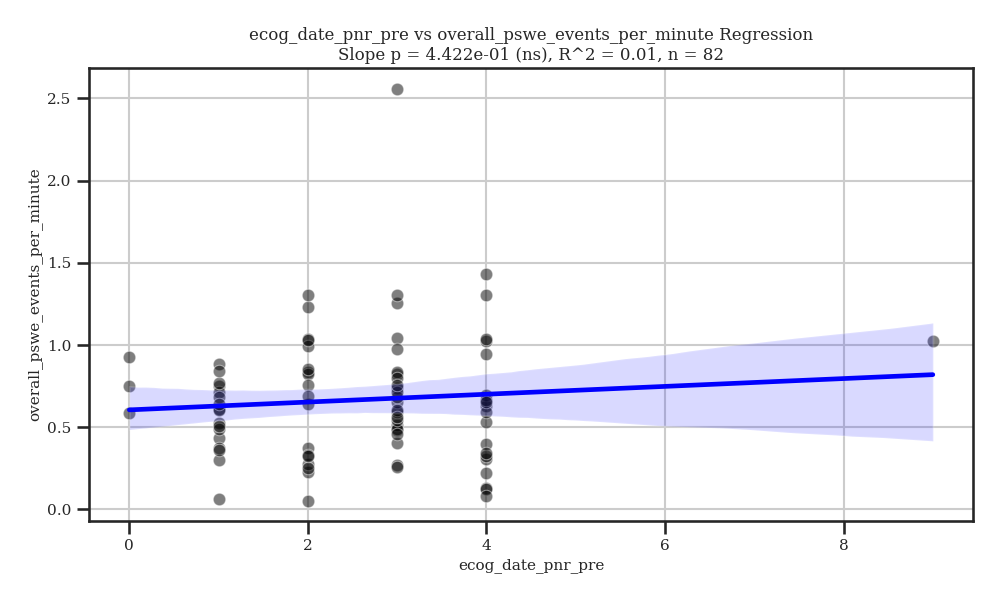 ecog_date_pnr_pre vs overall_pswe_events_per_minute Regression
Slope p = 4.422e-01 (ns), R^2 = 0.01, n = 82
overall_pswe_events_per_minute
2.5
2.0
1.5
1.0
0.5
0.0
0
2
4
6
8
ecog_date_pnr_pre